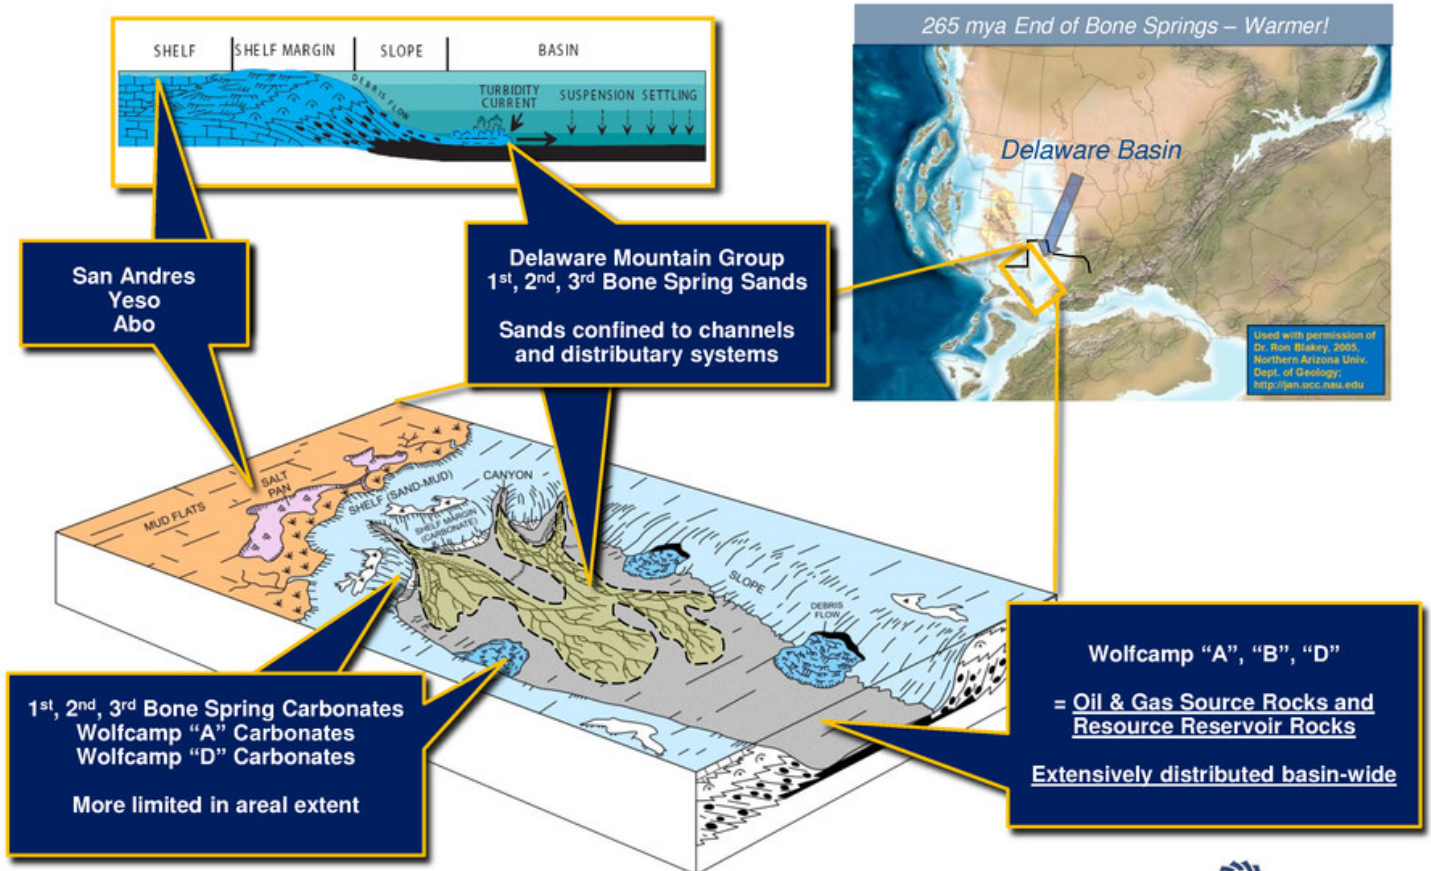 265 mya End of Bone Springs – Warmer!
SHELF
SHELF MARGIN
SLOPE
BASIN
DEBRIS FLOW
TURBIDITY
CURRENT
SUSPENSION SETTLING
Delaware Basin
San Andres
Yeso
Abo
Delaware Mountain Group
1st, 2nd, 3rd Bone Spring Sands
Sands confined to channels
and distributary systems
Used with permission of
Dr. Ron Blakey, 2005,
Northern Arizona Univ.
Dept. of Geology;
http://jan.ucc.nau.edu
MUD FLATS
SALT
PAN
SHELF (SAND-MUD)
CANYON
SHELF MARGIN
(CARBONATE)
SLOPE
DEBRIS
FLOW
1st, 2nd, 3rd Bone Spring Carbonates
Wolfcamp “A” Carbonates
Wolfcamp “D” Carbonates
More limited in areal extent
Wolfcamp “A”, “B”, “D”
= Oil & Gas Source Rocks and
Resource Reservoir Rocks
Extensively distributed basin-wide